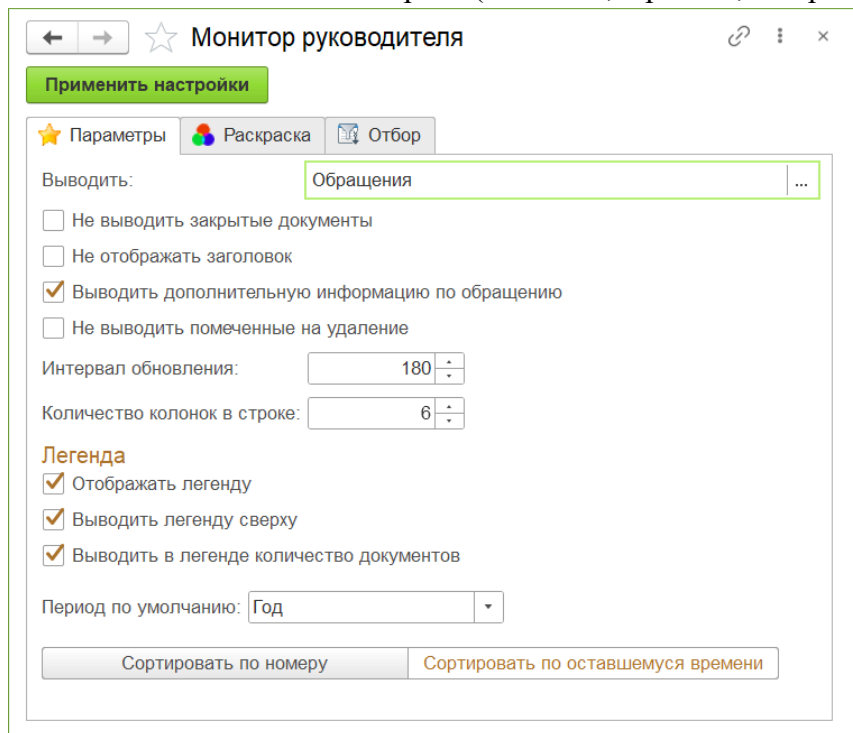 Монитор руководителя
Применить настройки
Параметры Раскраска Отбор
Выводить: Обращения ...
Не выводить закрытые документы
Не отображать заголовок
Выводить дополнительную информацию по обращению
Не выводить помеченные на удаление
Интервал обновления: 180
Количество колонок в строке: 6
Легенда
Отображать легенду
Выводить легенду сверху
Выводить в легенде количество документов
Период по умолчанию: Год
Сортировать по номеру Сортировать по оставшемуся времени